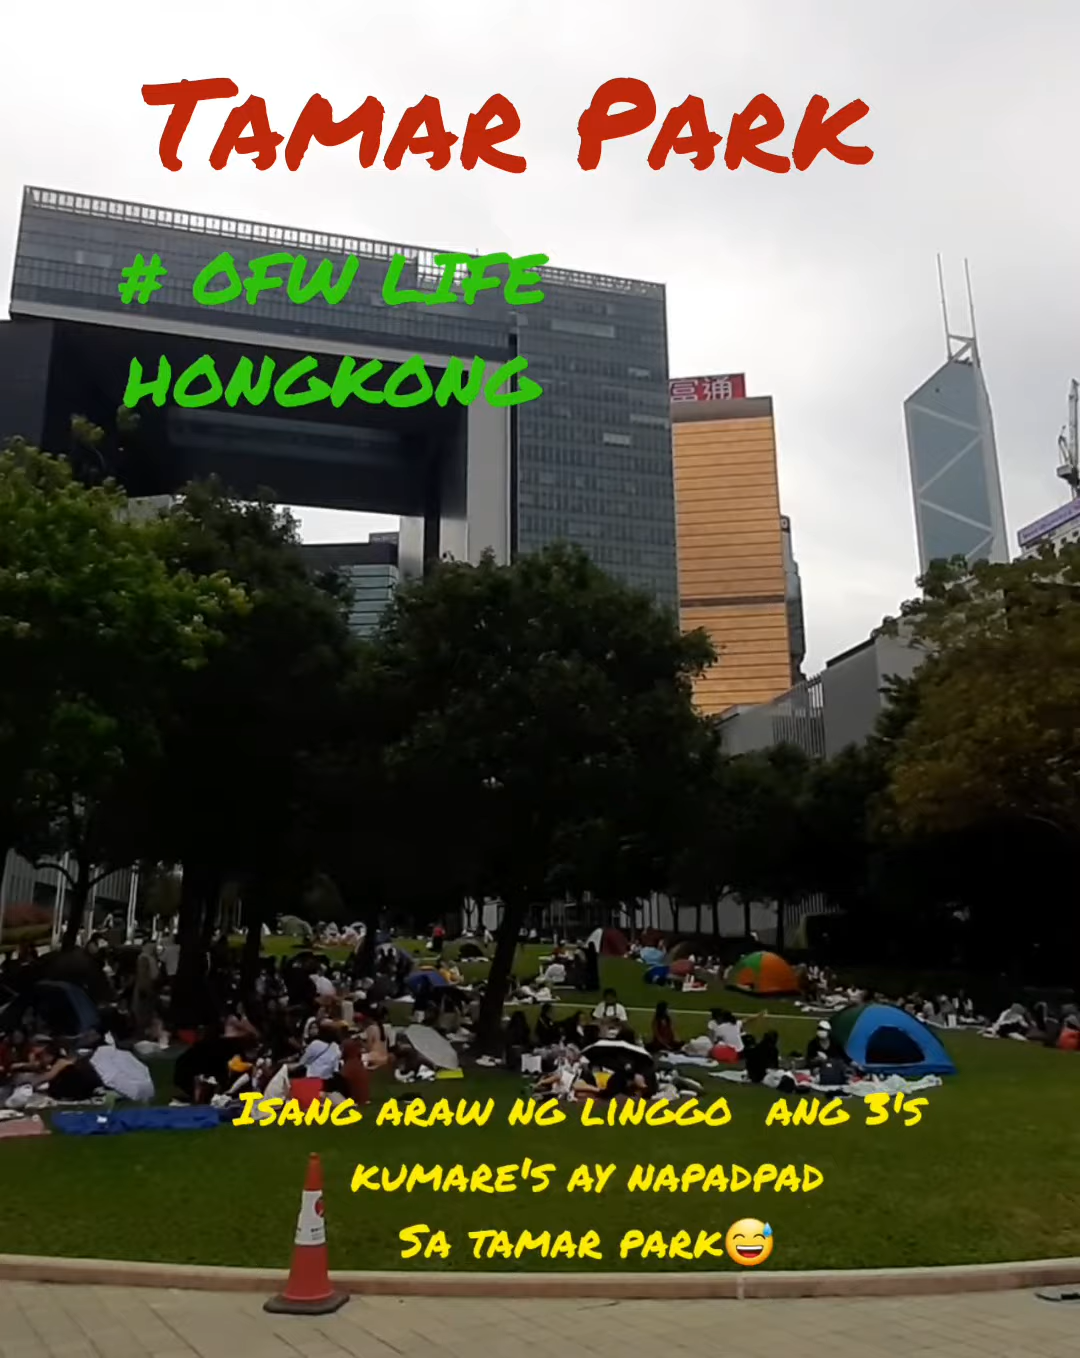 Tamar Park
# OFW LIFE
HONGKONG
富通
Isang araw ng linggo ang 3's
kumare's ay napadpad
Sa tamar park😅